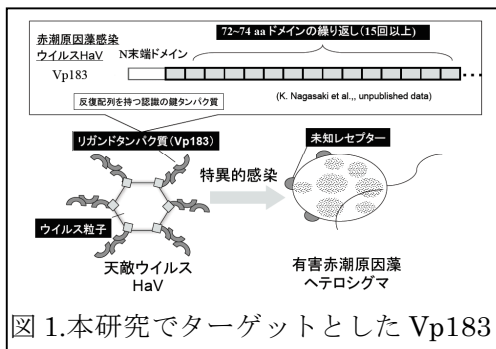 72~74 aaドメインの繰り返し(15回以上)
赤潮原因藻感染
ウイルスHaV
N末端ドメイン
Vp183
(K. Nagasaki et al.,, unpublished data)
反復配列を持つ認識の鍵タンパク質
リガンドタンパク質(Vp183)
未知レセプター
特異的感染
ウイルス粒子
天敵ウイルス
HaV
有害赤潮原因藻
ヘテロシグマ
図 1.本研究でターゲットとした Vp183